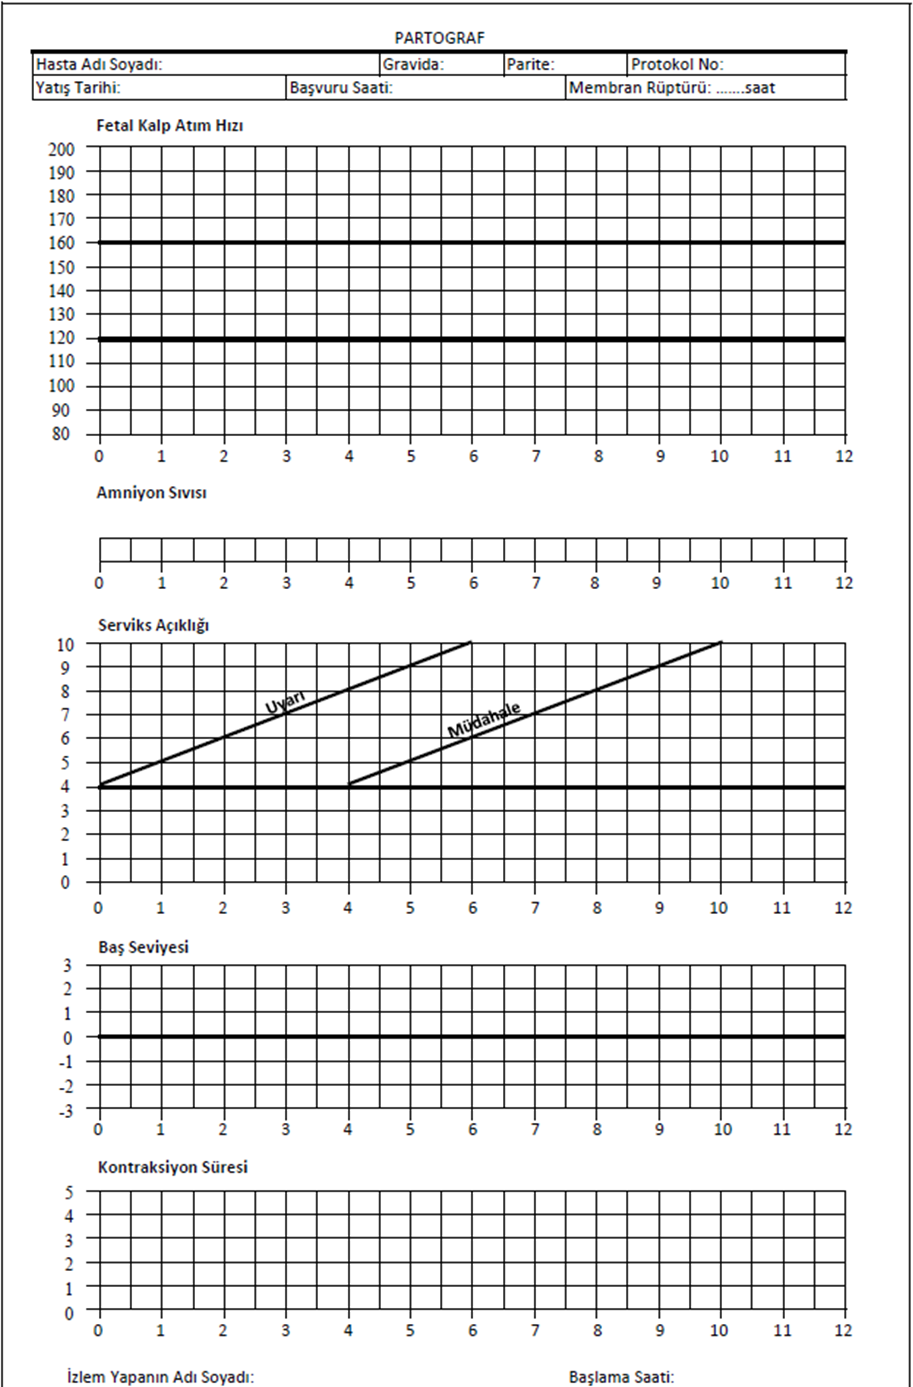 PARTOGRAF
Hasta Adı Soyadı: Gravida: Parite: Protokol No:
Yatış Tarihi: Başvuru Saati: Membran Rüptürü: .......saat
Fetal Kalp Atım Hızı
200
190
180
170
160
150
140
130
120
110
100
90
80
0 1 2 3 4 5 6 7 8 9 10 11 12
Amniyon Sıvısı
0 1 2 3 4 5 6 7 8 9 10 11 12
Serviks Açıklığı
10
9
8
7
6
5
4
3
2
1
0
Uyarı
Müdahale
0 1 2 3 4 5 6 7 8 9 10 11 12
Baş Seviyesi
3
2
1
0
-1
-2
-3
0 1 2 3 4 5 6 7 8 9 10 11 12
Kontraksiyon Süresi
5
4
3
2
1
0
0 1 2 3 4 5 6 7 8 9 10 11 12
İzlem Yapanın Adı Soyadı: Başlama Saati: